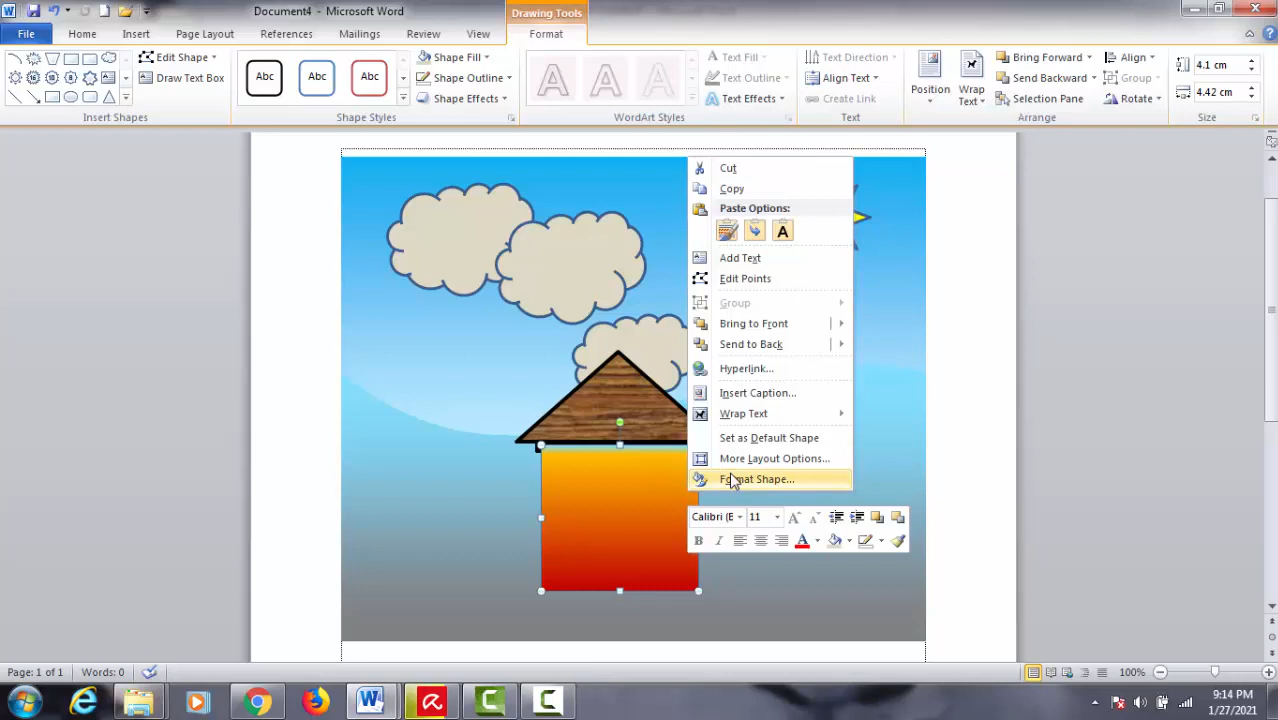 Document4 - Microsoft Word
Drawing Tools
File Home Insert Page Layout References Mailings Review View Format
Edit Shape
Draw Text Box
Insert Shapes
Abc Abc Abc
Shape Fill
Shape Outline
Shape Effects
Shape Styles
A A A
Text Fill
Text Outline
Text Effects
WordArt Styles
Text Direction
Align Text
Create Link
Text
Position
Wrap
Text
Bring Forward
Send Backward
Selection Pane
Align
Group
Rotate
Arrange
4.1 cm
4.42 cm
Size
Cut
Copy
Paste Options:
A
Add Text
Edit Points
Group
Bring to Front
Send to Back
Hyperlink...
Insert Caption...
Wrap Text
Set as Default Shape
More Layout Options...
Format Shape...
Calibri (E 11 A A
B I A
Page: 1 of 1 Words: 0 100%
9:14 PM
1/27/2021